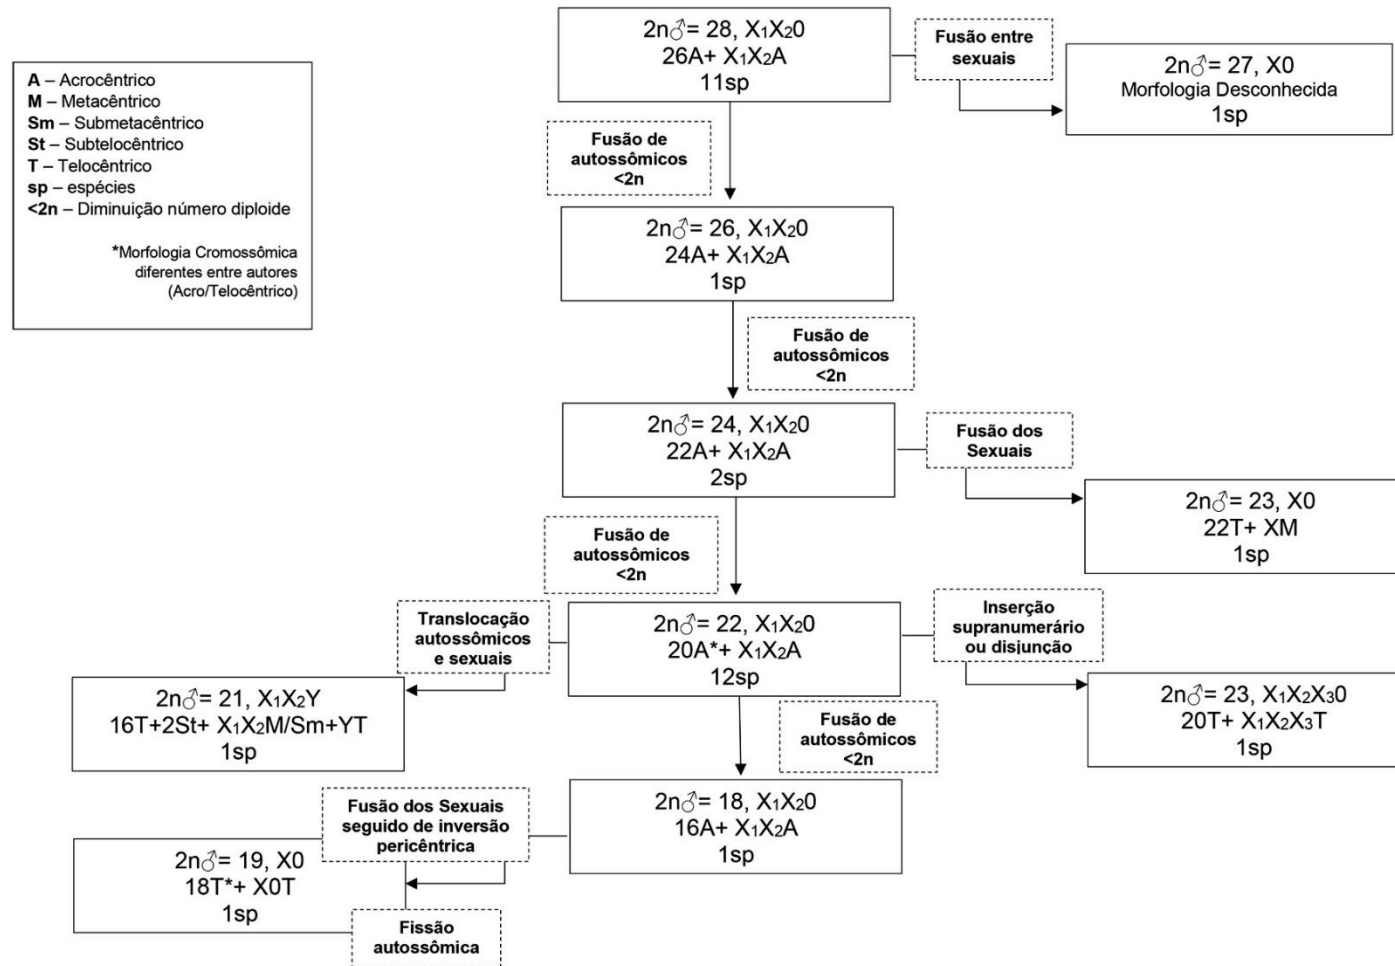 2n♂= 28, X₁X₂0
26A+ X₁X₂A
11sp
Fusão entre
sexuais
2n♂= 27, X0
Morfologia Desconhecida
1sp
A – Acrocêntrico
M – Metacêntrico
Sm – Submetacêntrico
St – Subtelocêntrico
T – Telocêntrico
sp – espécies
<2n – Diminuição número diploide
*Morfologia Cromossômica
diferentes entre autores
(Acro/Telocêntrico)
Fusão de
autossômicos
<2n
2n♂= 26, X₁X₂0
24A+ X₁X₂A
1sp
Fusão de
autossômicos
<2n
2n♂= 24, X₁X₂0
22A+ X₁X₂A
2sp
Fusão dos
Sexuais
2n♂= 23, X0
22T+ XM
1sp
Fusão de
autossômicos
<2n
Translocação
autossômicos
e sexuais
2n♂= 22, X₁X₂0
20A*+ X₁X₂A
12sp
Inserção
supranumerário
ou disjunção
2n♂= 21, X₁X₂Y
16T+2St+ X₁X₂M/Sm+YT
1sp
2n♂= 23, X₁X₂X₃0
20T+ X₁X₂X₃T
1sp
Fusão de
autossômicos
<2n
2n♂= 18, X₁X₂0
16A+ X₁X₂A
1sp
Fusão dos Sexuais
seguido de inversão
pericêntrica
2n♂= 19, X0
18T*+ X0T
1sp
Fissão
autossômica